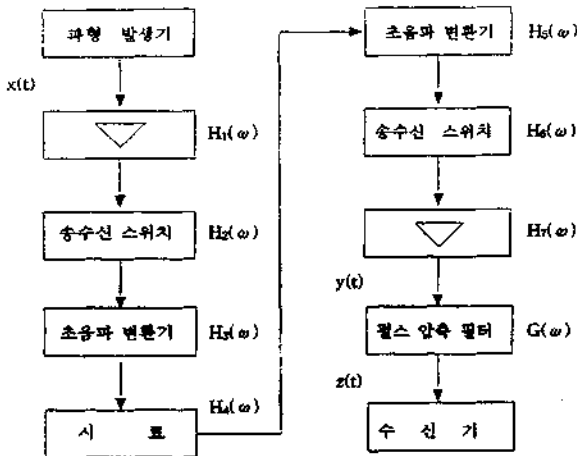 파형 발생기
x(t)
H₁(ω)
송수신 스위치
H₂(ω)
초음파 변환기
H₃(ω)
H₄(ω)
시 료
초음파 변환기
H₅(ω)
송수신 스위치
H₆(ω)
H₇(ω)
y(t)
펄스 압축 필터
G(ω)
z(t)
수 신 기